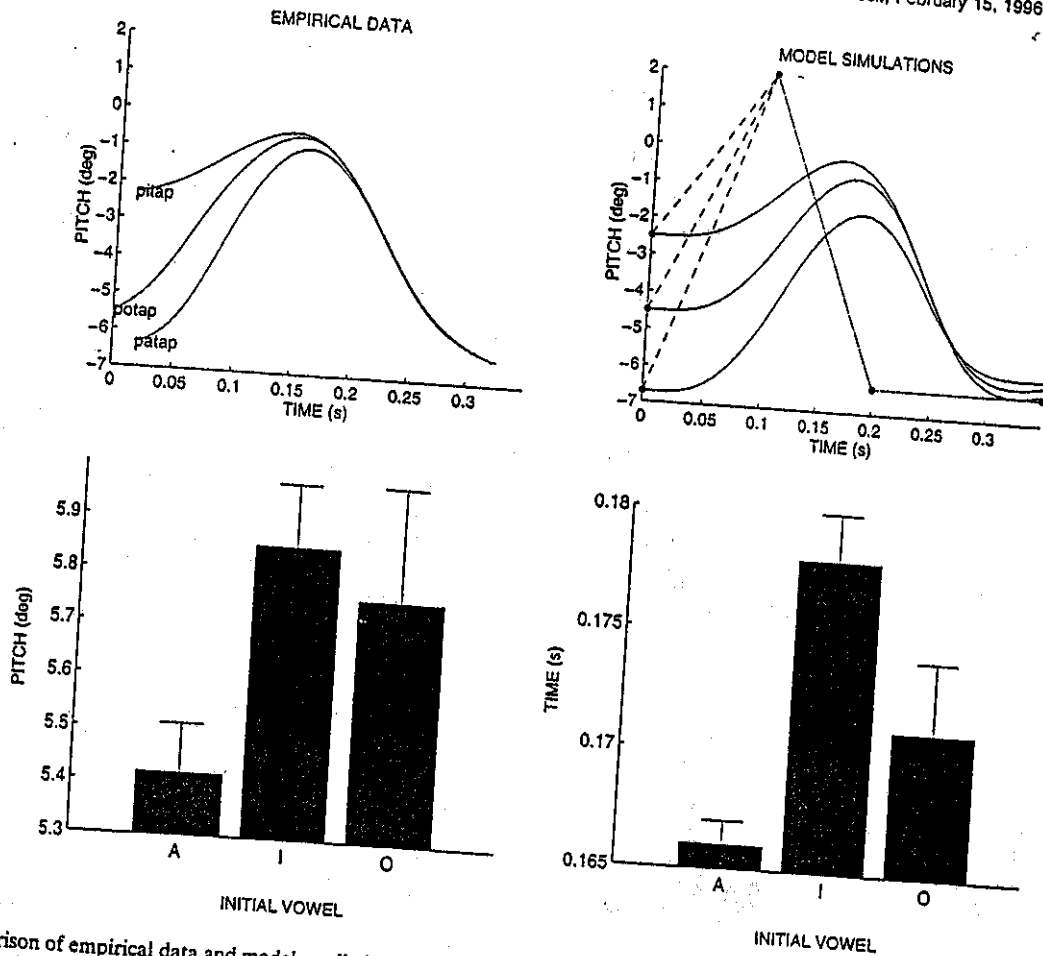 February 15, 1996
EMPIRICAL DATA
2
1
0
−1
−2
−3
−4
−5
−6
−7
PITCH (deg)
pitap
potap
patap
0 0.05 0.1 0.15 0.2 0.25 0.3
TIME (s)
MODEL SIMULATIONS
2
1
0
−1
−2
−3
−4
−5
−6
−7
PITCH (deg)
0 0.05 0.1 0.15 0.2 0.25 0.3
TIME (s)
5.9
5.8
5.7
5.6
5.5
5.4
5.3
PITCH (deg)
A I O
INITIAL VOWEL
0.18
0.175
0.17
0.165
TIME (s)
A I O
INITIAL VOWEL
rison of empirical data and model